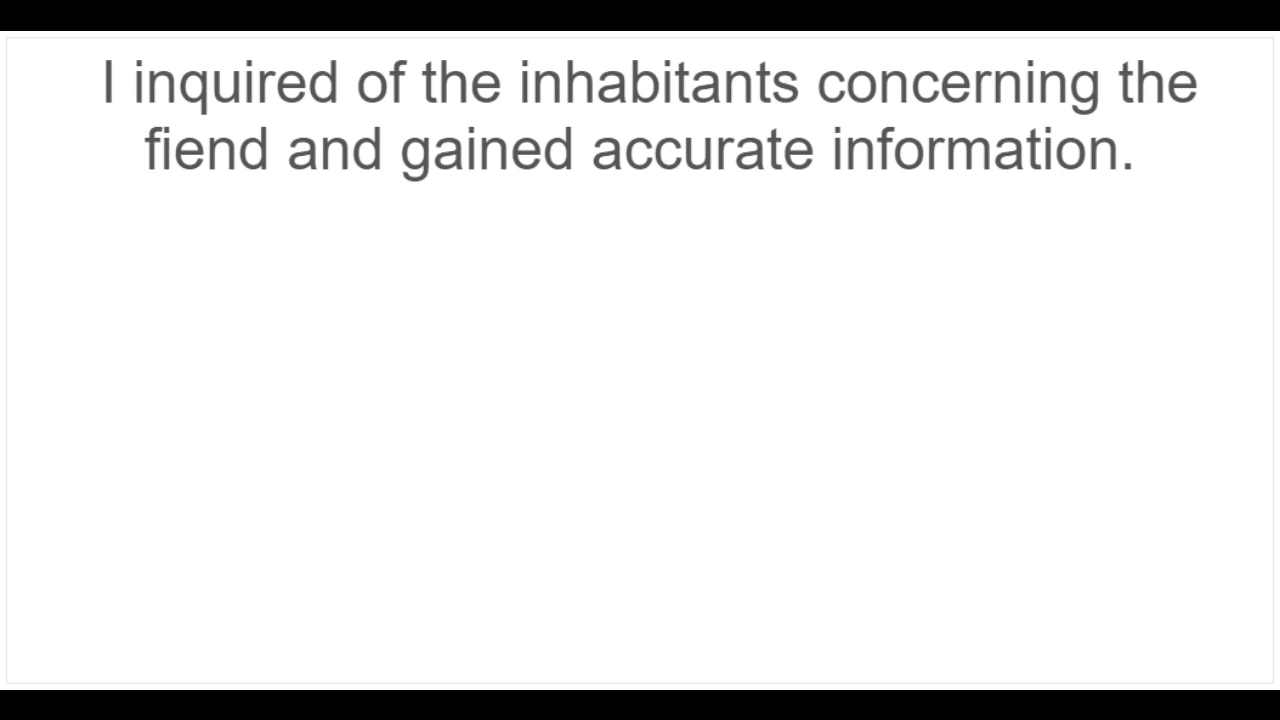 I inquired of the inhabitants concerning the
fiend and gained accurate information.